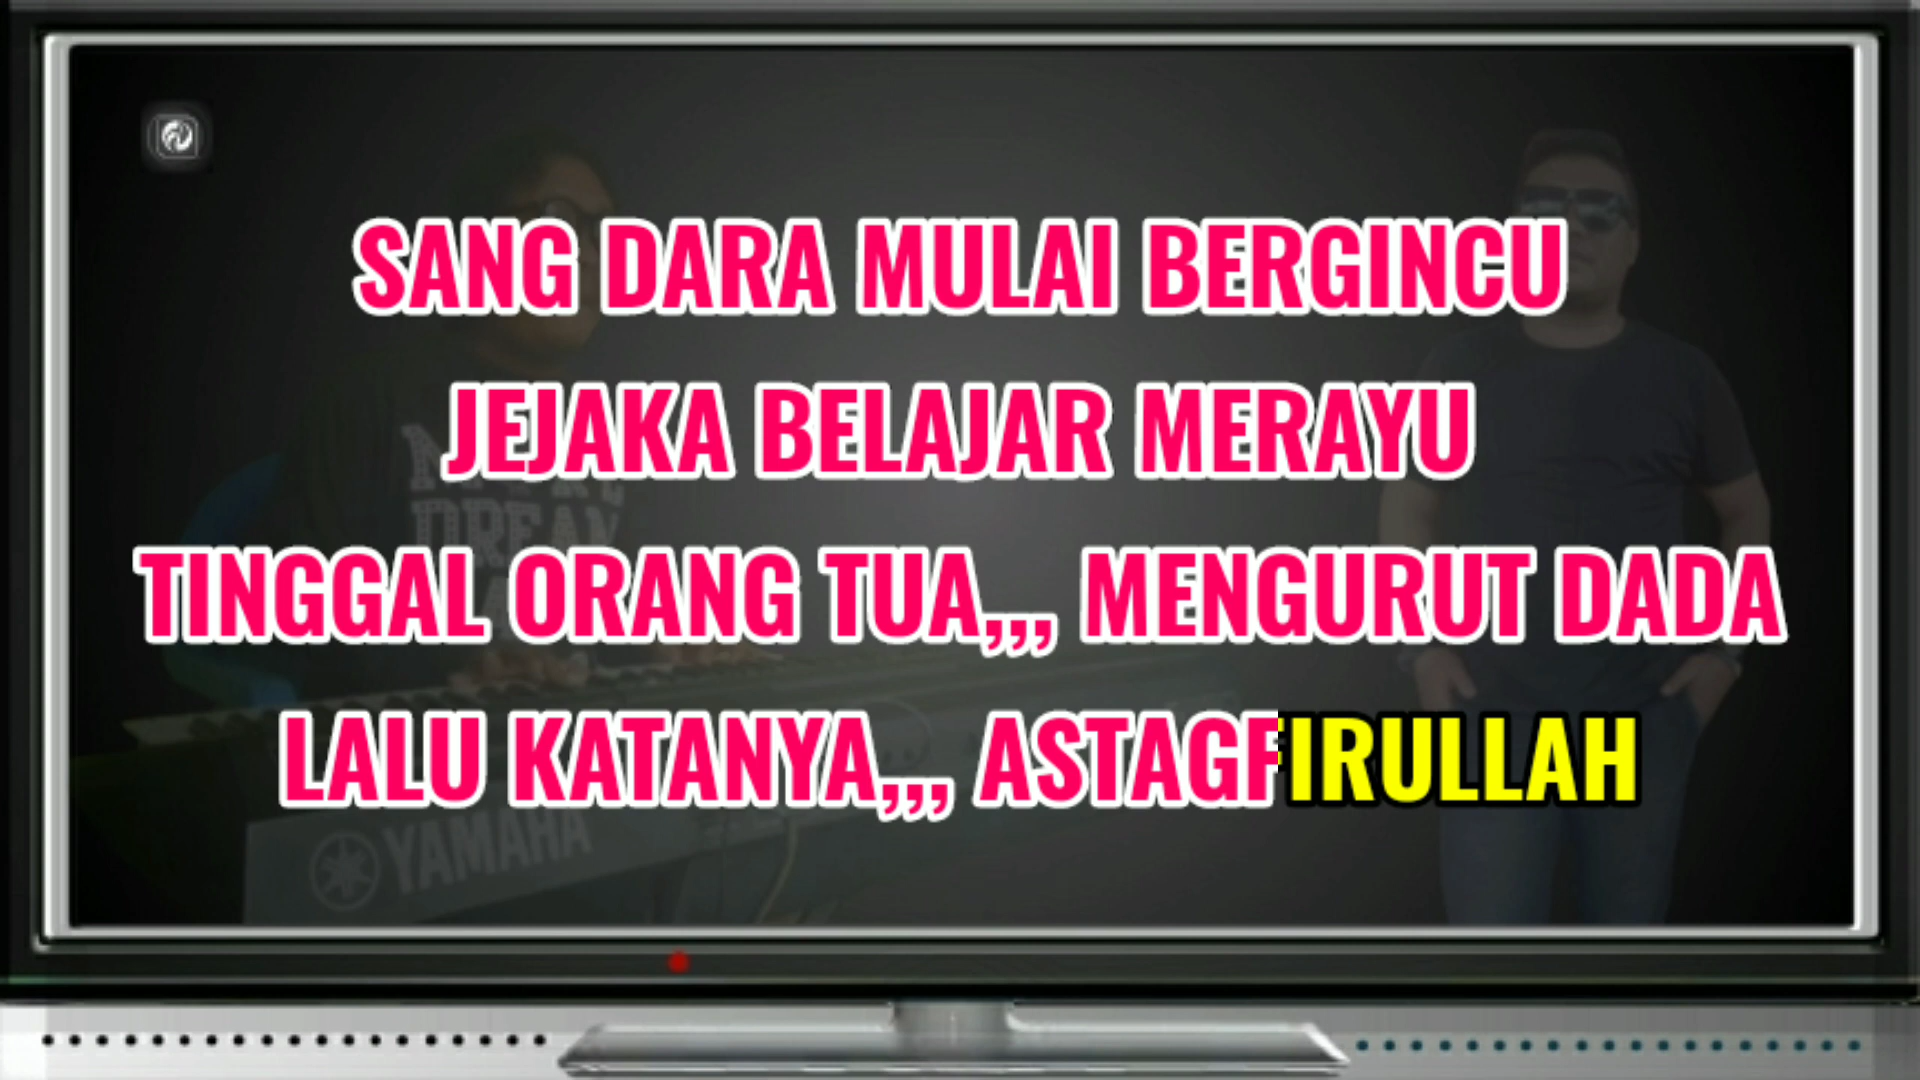 SANG DARA MULAI BERGINCU
JEJAKA BELAJAR MERAYU
TINGGAL ORANG TUA,,, MENGURUT DADA
LALU KATANYA,,, ASTAGFIRULLAH
YAMAHA